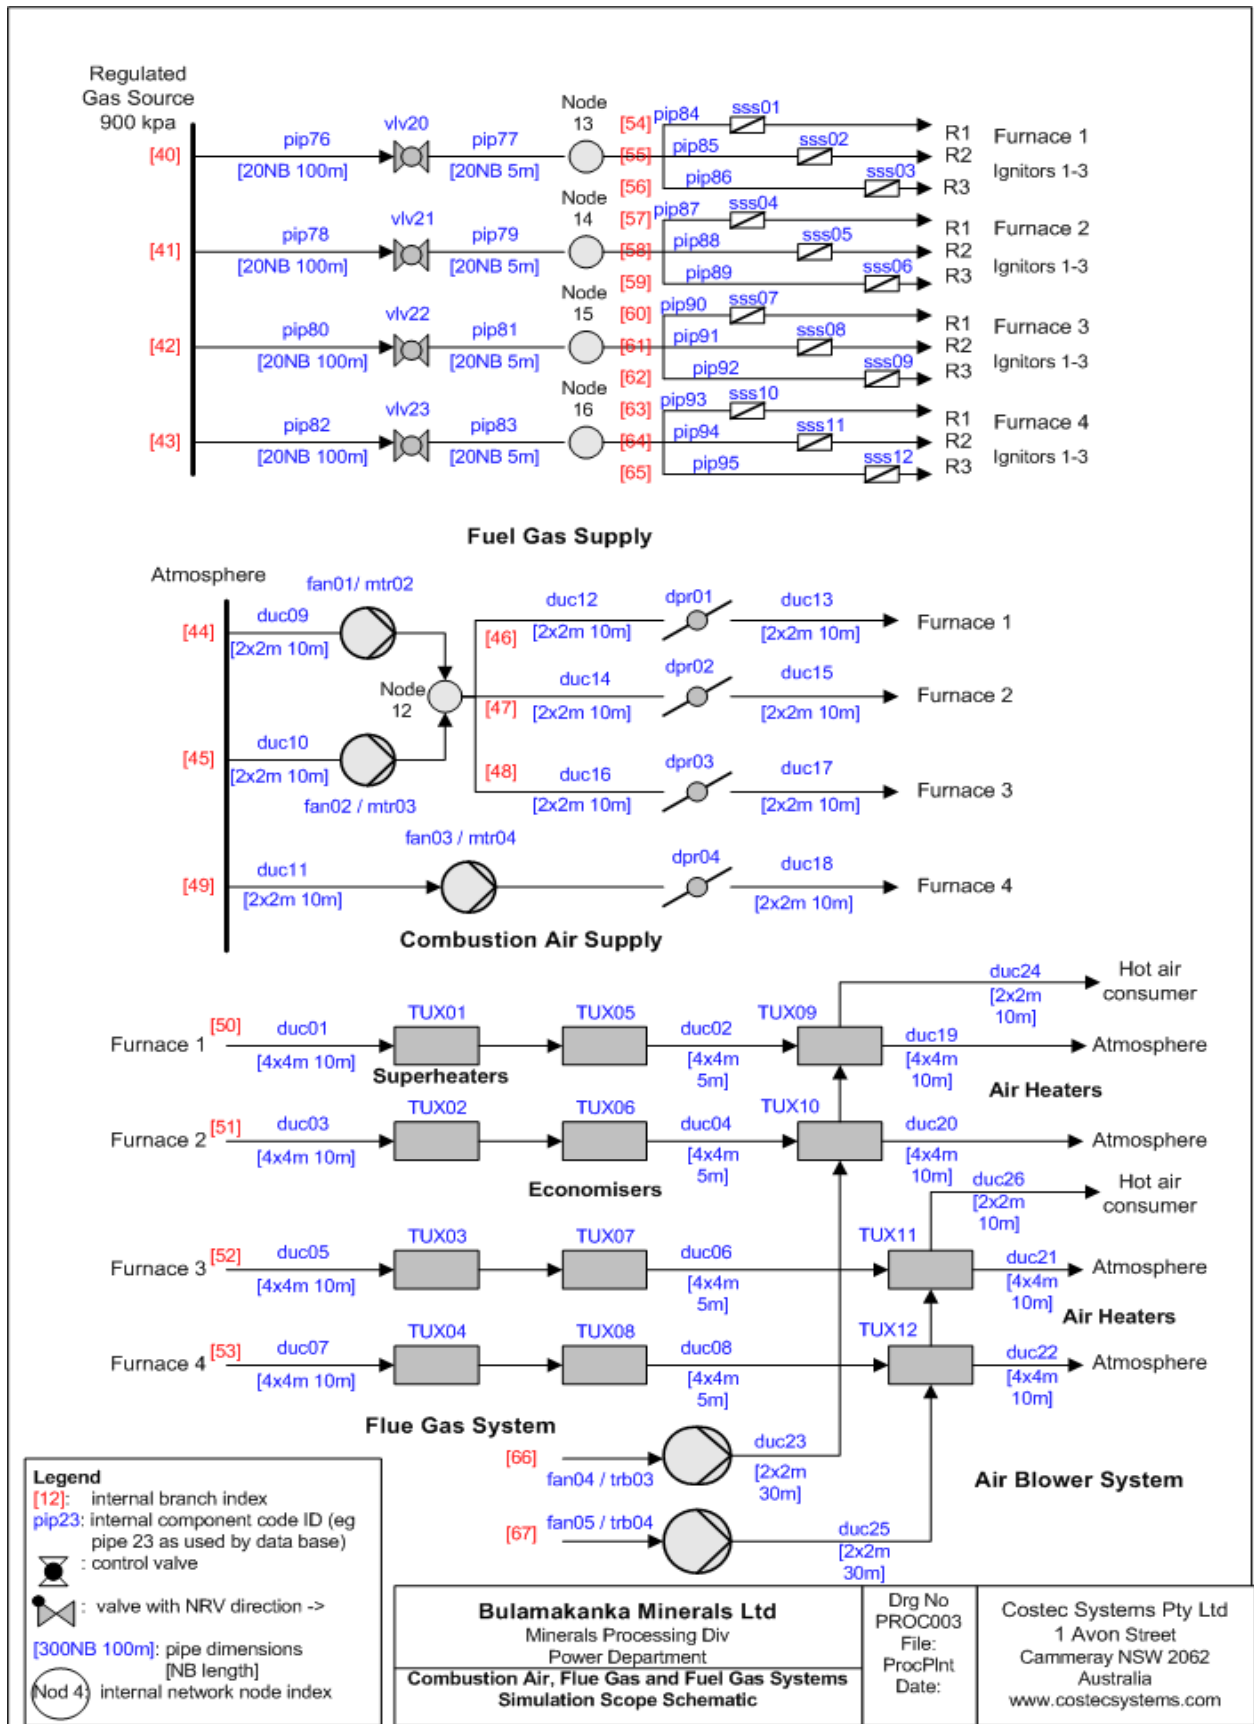 Regulated
Gas Source
900 kpa
[40]
pip76
[20NB 100m]
vlv20
pip77
[20NB 5m]
Node
13
[54]
pip84
sss01
R1
[55]
pip85
sss02
R2
[56]
pip86
sss03
R3
Furnace 1
Ignitors 1-3
[41]
pip78
[20NB 100m]
vlv21
pip79
[20NB 5m]
Node
14
[57]
pip87
sss04
R1
[58]
pip88
sss05
R2
[59]
pip89
sss06
R3
Furnace 2
Ignitors 1-3
[42]
pip80
[20NB 100m]
vlv22
pip81
[20NB 5m]
Node
15
[60]
pip90
sss07
R1
[61]
pip91
sss08
R2
[62]
pip92
sss09
R3
Furnace 3
Ignitors 1-3
[43]
pip82
[20NB 100m]
vlv23
pip83
[20NB 5m]
Node
16
[63]
pip93
sss10
R1
[64]
pip94
sss11
R2
[65]
pip95
sss12
R3
Furnace 4
Ignitors 1-3
Fuel Gas Supply
Atmosphere
[44]
duc09
[2x2m 10m]
fan01/ mtr02
Node
12
[45]
duc10
[2x2m 10m]
fan02 / mtr03
[46]
duc12
[2x2m 10m]
dpr01
duc13
[2x2m 10m]
Furnace 1
[47]
duc14
[2x2m 10m]
dpr02
duc15
[2x2m 10m]
Furnace 2
[48]
duc16
[2x2m 10m]
dpr03
duc17
[2x2m 10m]
Furnace 3
[49]
duc11
[2x2m 10m]
fan03 / mtr04
dpr04
duc18
[2x2m 10m]
Furnace 4
Combustion Air Supply
duc24
[2x2m
10m]
Hot air
consumer
Furnace 1
[50]
duc01
[4x4m 10m]
TUX01
TUX05
duc02
[4x4m
5m]
TUX09
duc19
[4x4m
10m]
Atmosphere
Superheaters
Air Heaters
Furnace 2
[51]
duc03
[4x4m 10m]
TUX02
TUX06
duc04
[4x4m
5m]
TUX10
duc20
[4x4m
10m]
Atmosphere
Economisers
duc26
[2x2m
10m]
Hot air
consumer
Furnace 3
[52]
duc05
[4x4m 10m]
TUX03
TUX07
duc06
[4x4m
5m]
TUX11
duc21
[4x4m
10m]
Atmosphere
Air Heaters
Furnace 4
[53]
duc07
[4x4m 10m]
TUX04
TUX08
duc08
[4x4m
5m]
TUX12
duc22
[4x4m
10m]
Atmosphere
Flue Gas System
[66]
fan04 / trb03
duc23
[2x2m
30m]
Air Blower System
[67]
fan05 / trb04
duc25
[2x2m
30m]
Legend
[12]: internal branch index
pip23: internal component code ID (eg
pipe 23 as used by data base)
: control valve
: valve with NRV direction ->
[300NB 100m]: pipe dimensions
[NB length]
Nod 4 internal network node index
Bulamakanka Minerals Ltd
Minerals Processing Div
Power Department
Combustion Air, Flue Gas and Fuel Gas Systems
Simulation Scope Schematic
Drg No
PROC003
File:
ProcPlnt
Date:
Costec Systems Pty Ltd
1 Avon Street
Cammeray NSW 2062
Australia
www.costecsystems.com